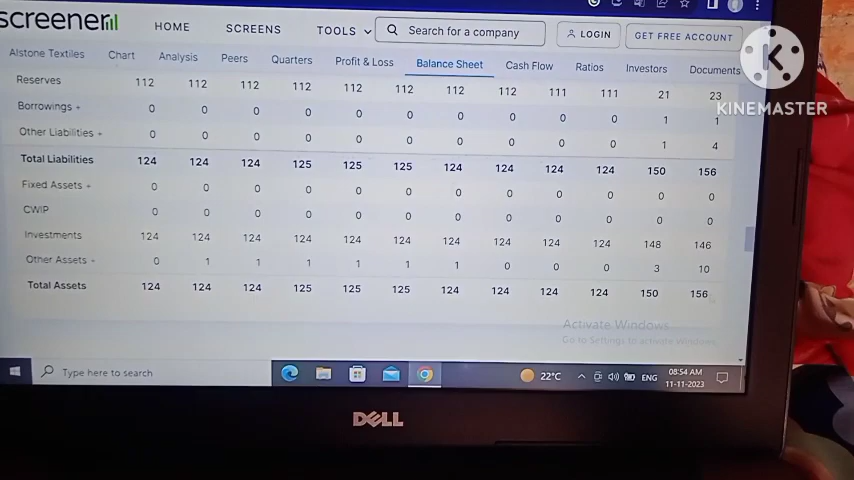 screener
HOME SCREENS TOOLS Search for a company LOGIN GET FREE ACCOUNT
Alstone Textiles Chart Analysis Peers Quarters Profit & Loss Balance Sheet Cash Flow Ratios Investors Documents
KINEMASTER
Reserves 112 112 112 112 112 112 112 112 111 111 21 23
Borrowings + 0 0 0 0 0 0 0 0 0 0 1 1
Other Liabilities + 0 0 0 0 0 0 0 0 0 0 1 4
Total Liabilities 124 124 124 125 125 125 124 124 124 124 150 156
Fixed Assets + 0 0 0 0 0 0 0 0 0 0 0 0
CWIP 0 0 0 0 0 0 0 0 0 0 0 0
Investments 124 124 124 124 124 124 124 124 124 124 148 146
Other Assets - 0 1 1 1 1 1 1 0 0 0 3 10
Total Assets 124 124 124 125 125 125 124 124 124 124 150 156
Activate Windows
Go to Settings to activate Windows.
Type here to search 22°C ENG 08:54 AM
11-11-2023
DELL